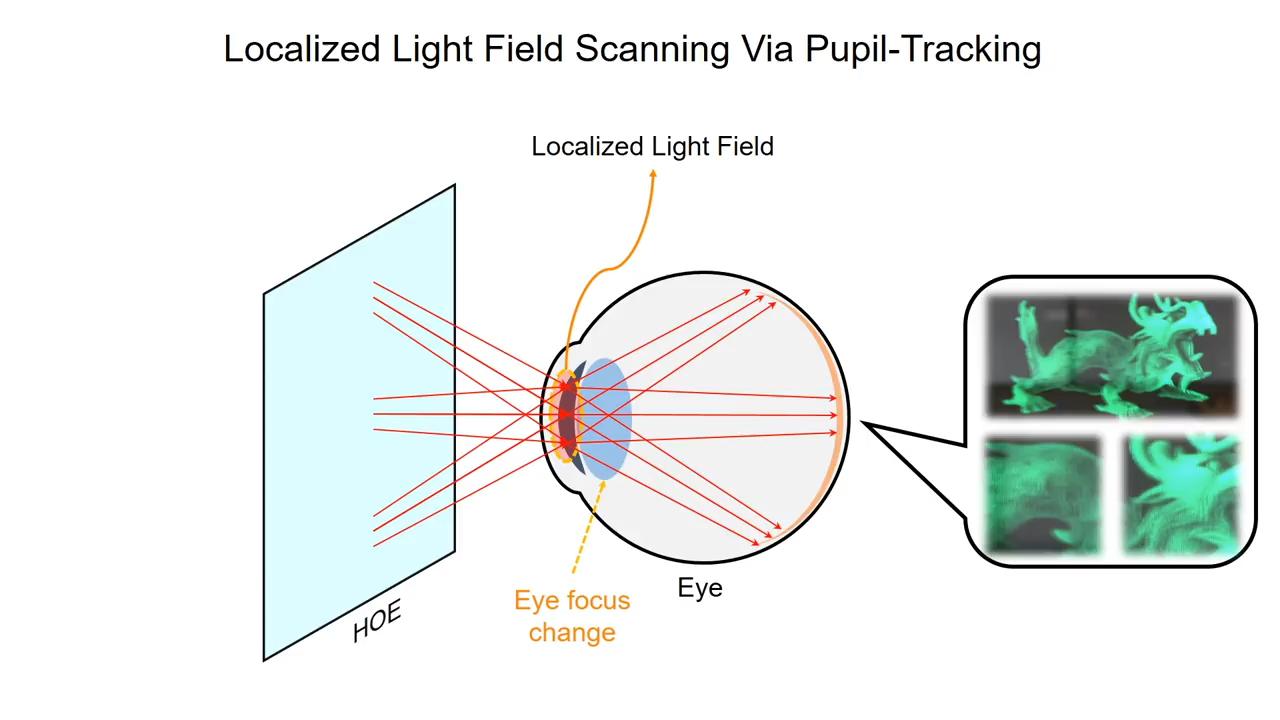 Localized Light Field Scanning Via Pupil-Tracking
Localized Light Field
HOE
Eye
Eye focus
change